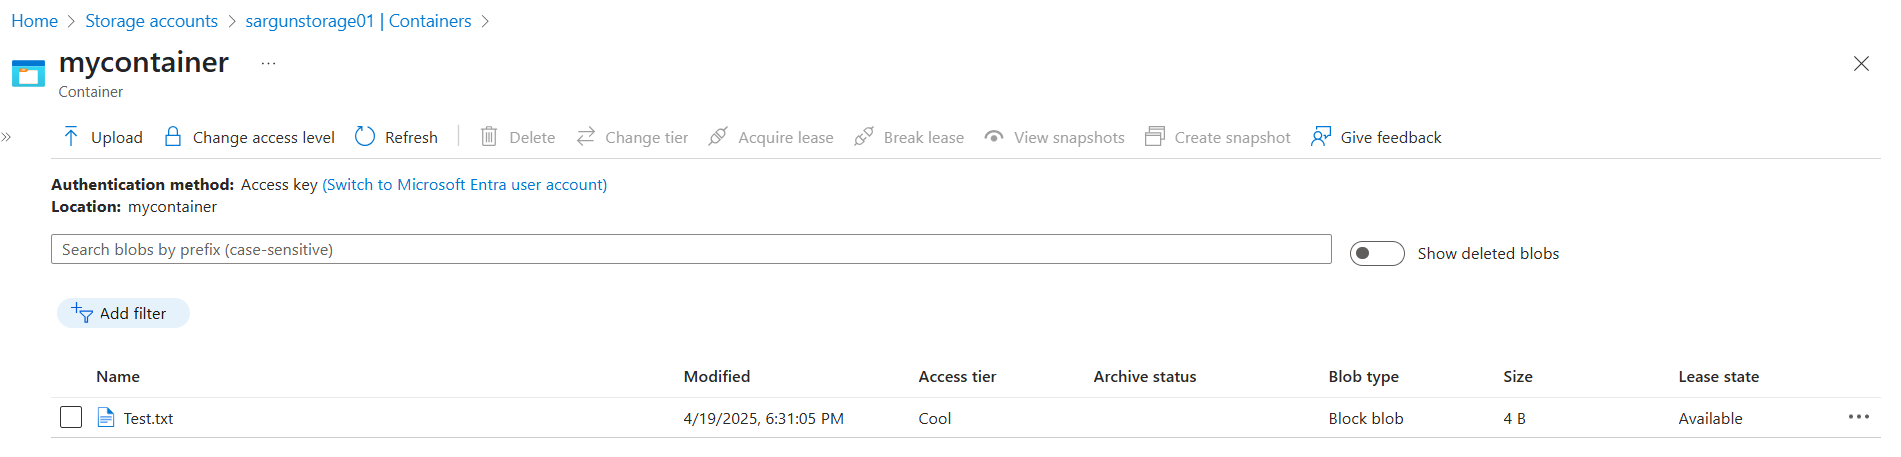 Home > Storage accounts > sargunstorage01 | Containers >
mycontainer ...
Container
Upload Change access level Refresh Delete Change tier Acquire lease Break lease View snapshots Create snapshot Give feedback
Authentication method: Access key (Switch to Microsoft Entra user account)
Location: mycontainer
Search blobs by prefix (case-sensitive) Show deleted blobs
Add filter
Name Modified Access tier Archive status Blob type Size Lease state
Test.txt 4/19/2025, 6:31:05 PM Cool Block blob 4 B Available ...